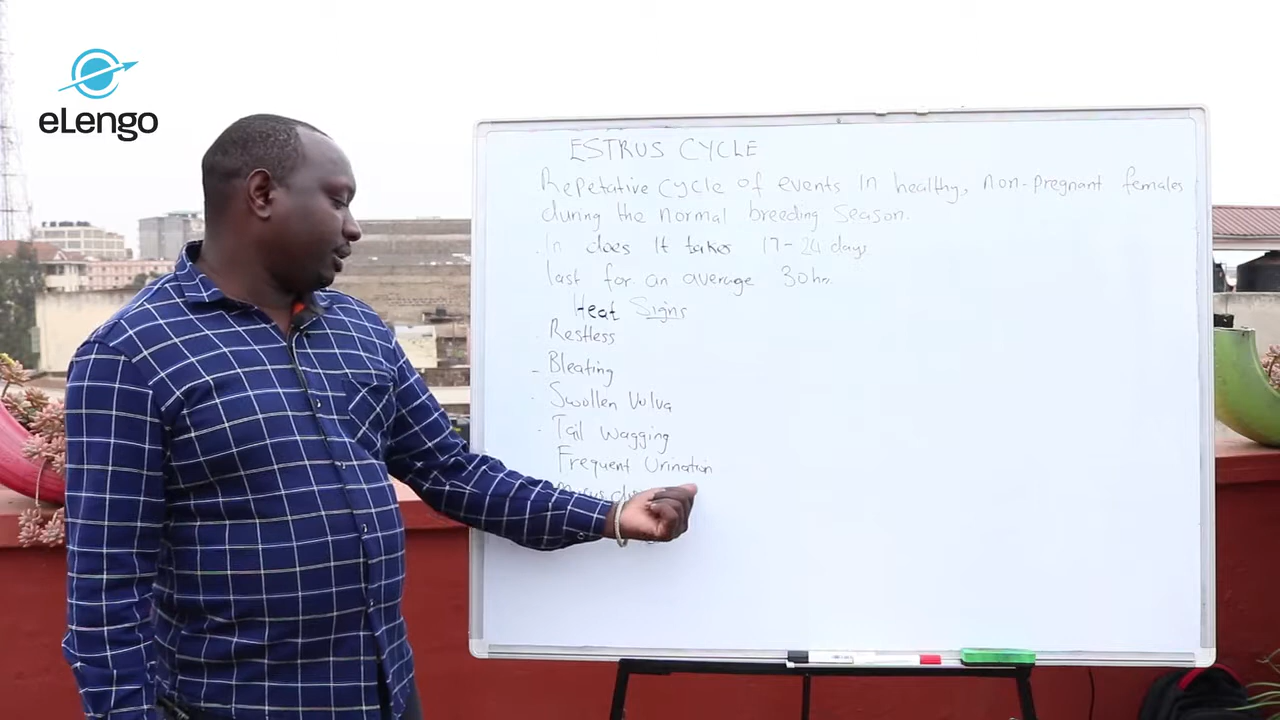 eLengo
ESTRUS CYCLE
Repetative cycle of events in healthy, non-pregnant females
during the normal breeding season.
. In does It takes 17-24 days
last for an average 30hrs.
Heat Signs
. Restless
- Bleating
. Swollen Vulva
. Tail wagging
Frequent Urination
Mucus